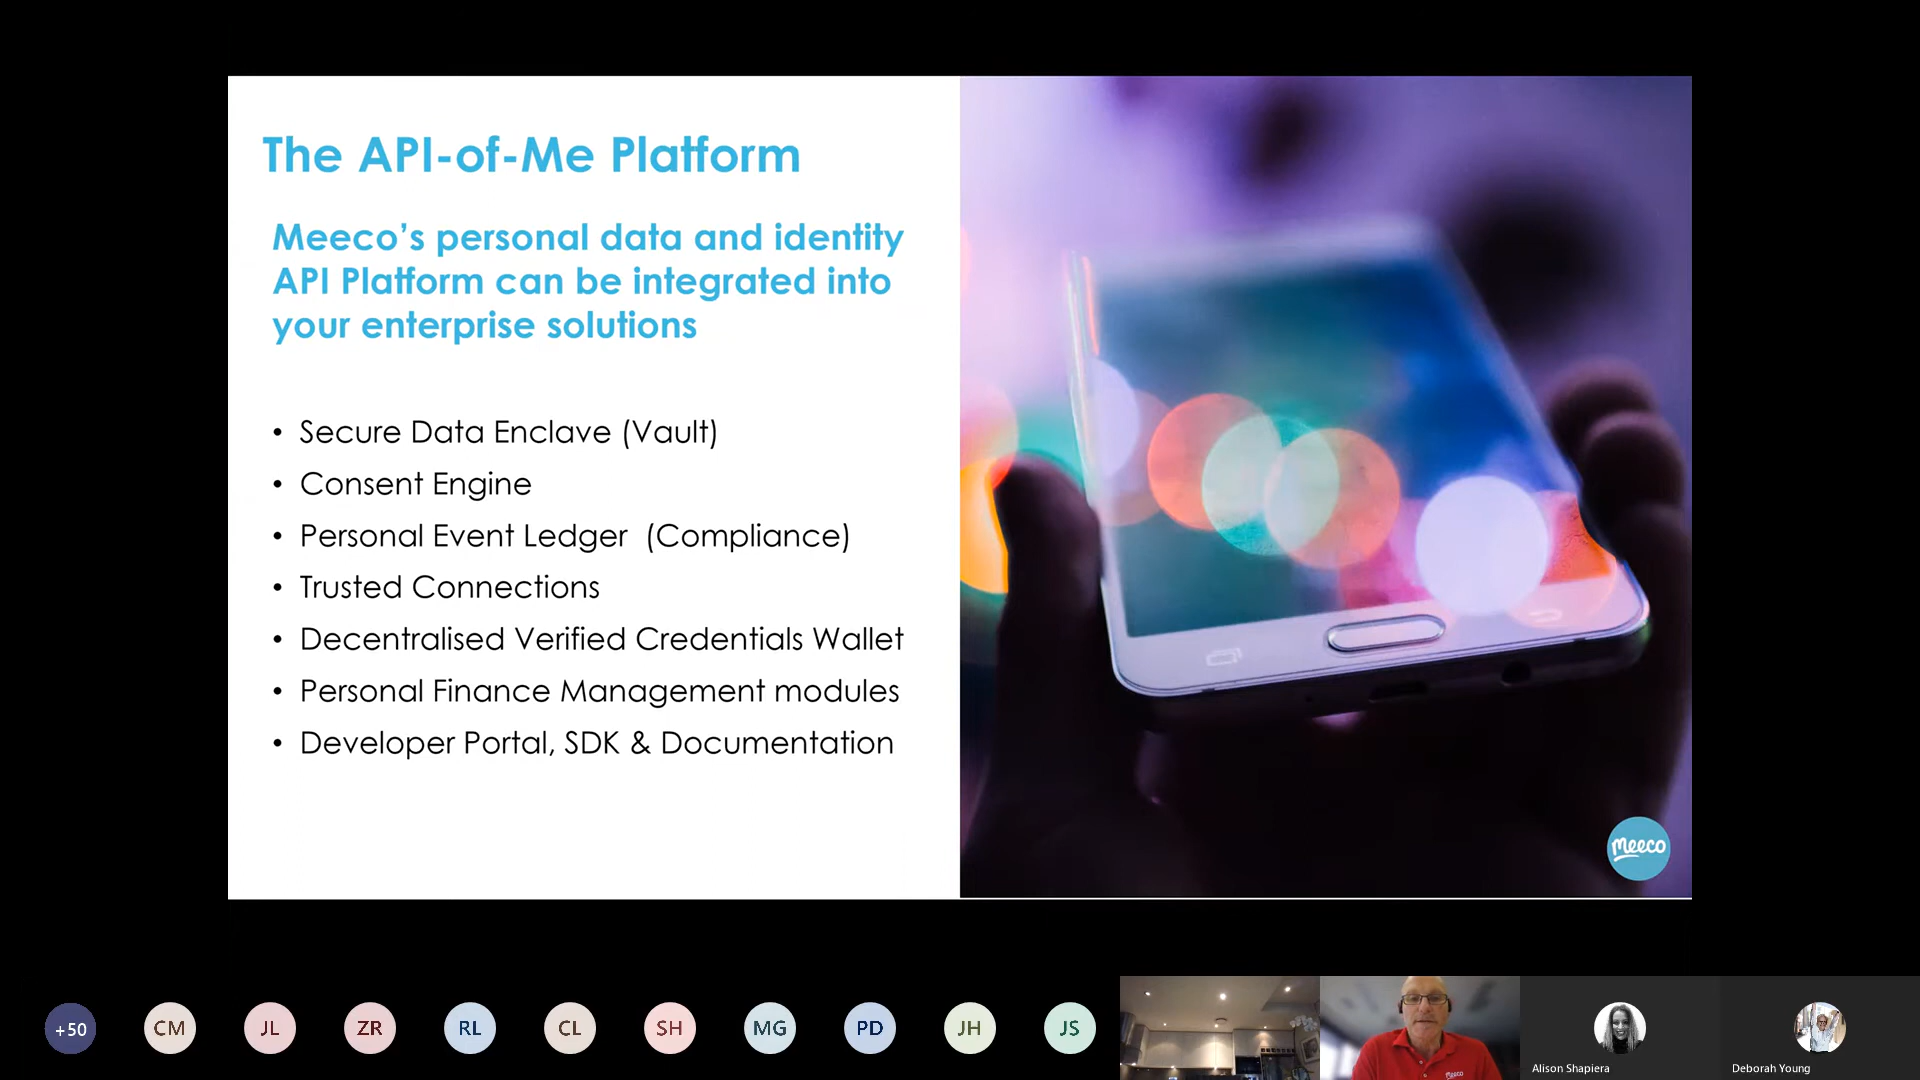 The API-of-Me Platform
Meeco’s personal data and identity
API Platform can be integrated into
your enterprise solutions
• Secure Data Enclave (Vault)
• Consent Engine
• Personal Event Ledger  (Compliance)
• Trusted Connections
• Decentralised Verified Credentials Wallet
• Personal Finance Management modules
• Developer Portal, SDK & Documentation
meeco
+50
CM
JL
ZR
RL
CL
SH
MG
PD
JH
JS
meeco
Alison Shapiera
Deborah Young